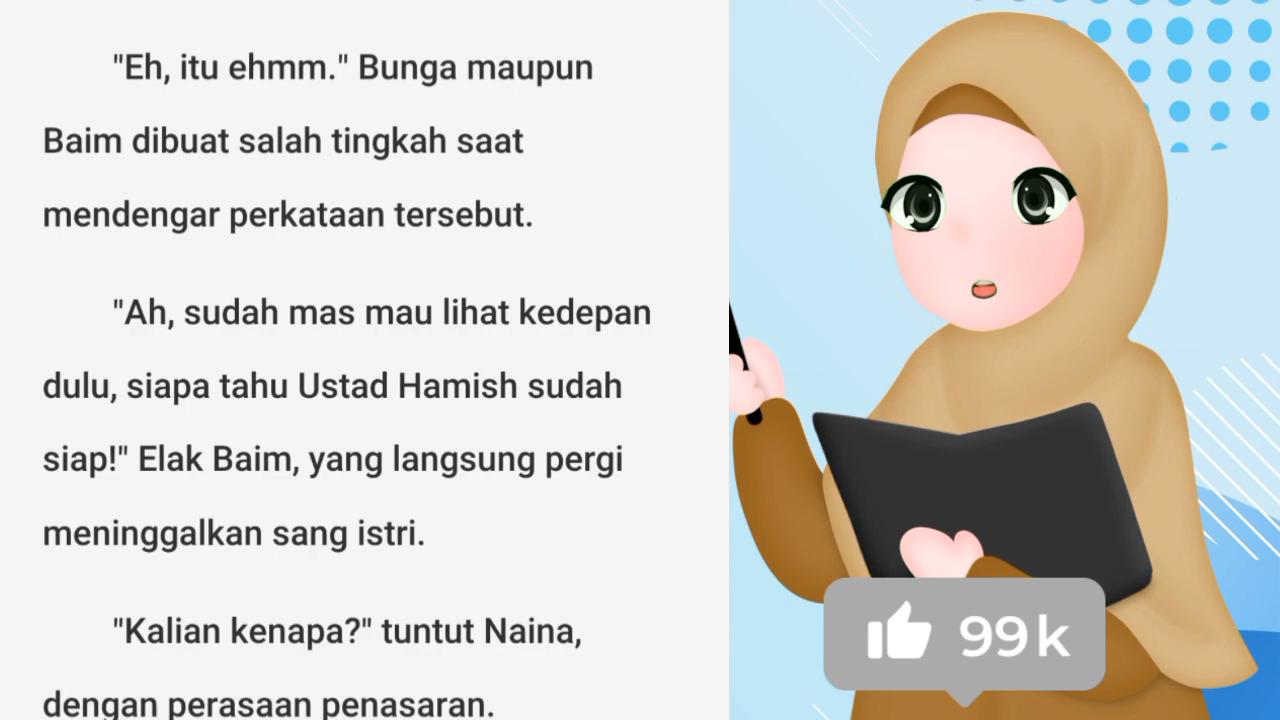 "Eh, itu ehmm." Bunga maupun
Baim dibuat salah tingkah saat
mendengar perkataan tersebut.
"Ah, sudah mas mau lihat kedepan
dulu, siapa tahu Ustad Hamish sudah
siap!" Elak Baim, yang langsung pergi
meninggalkan sang istri.
"Kalian kenapa?" tuntut Naina,
dengan perasaan penasaran.
99k